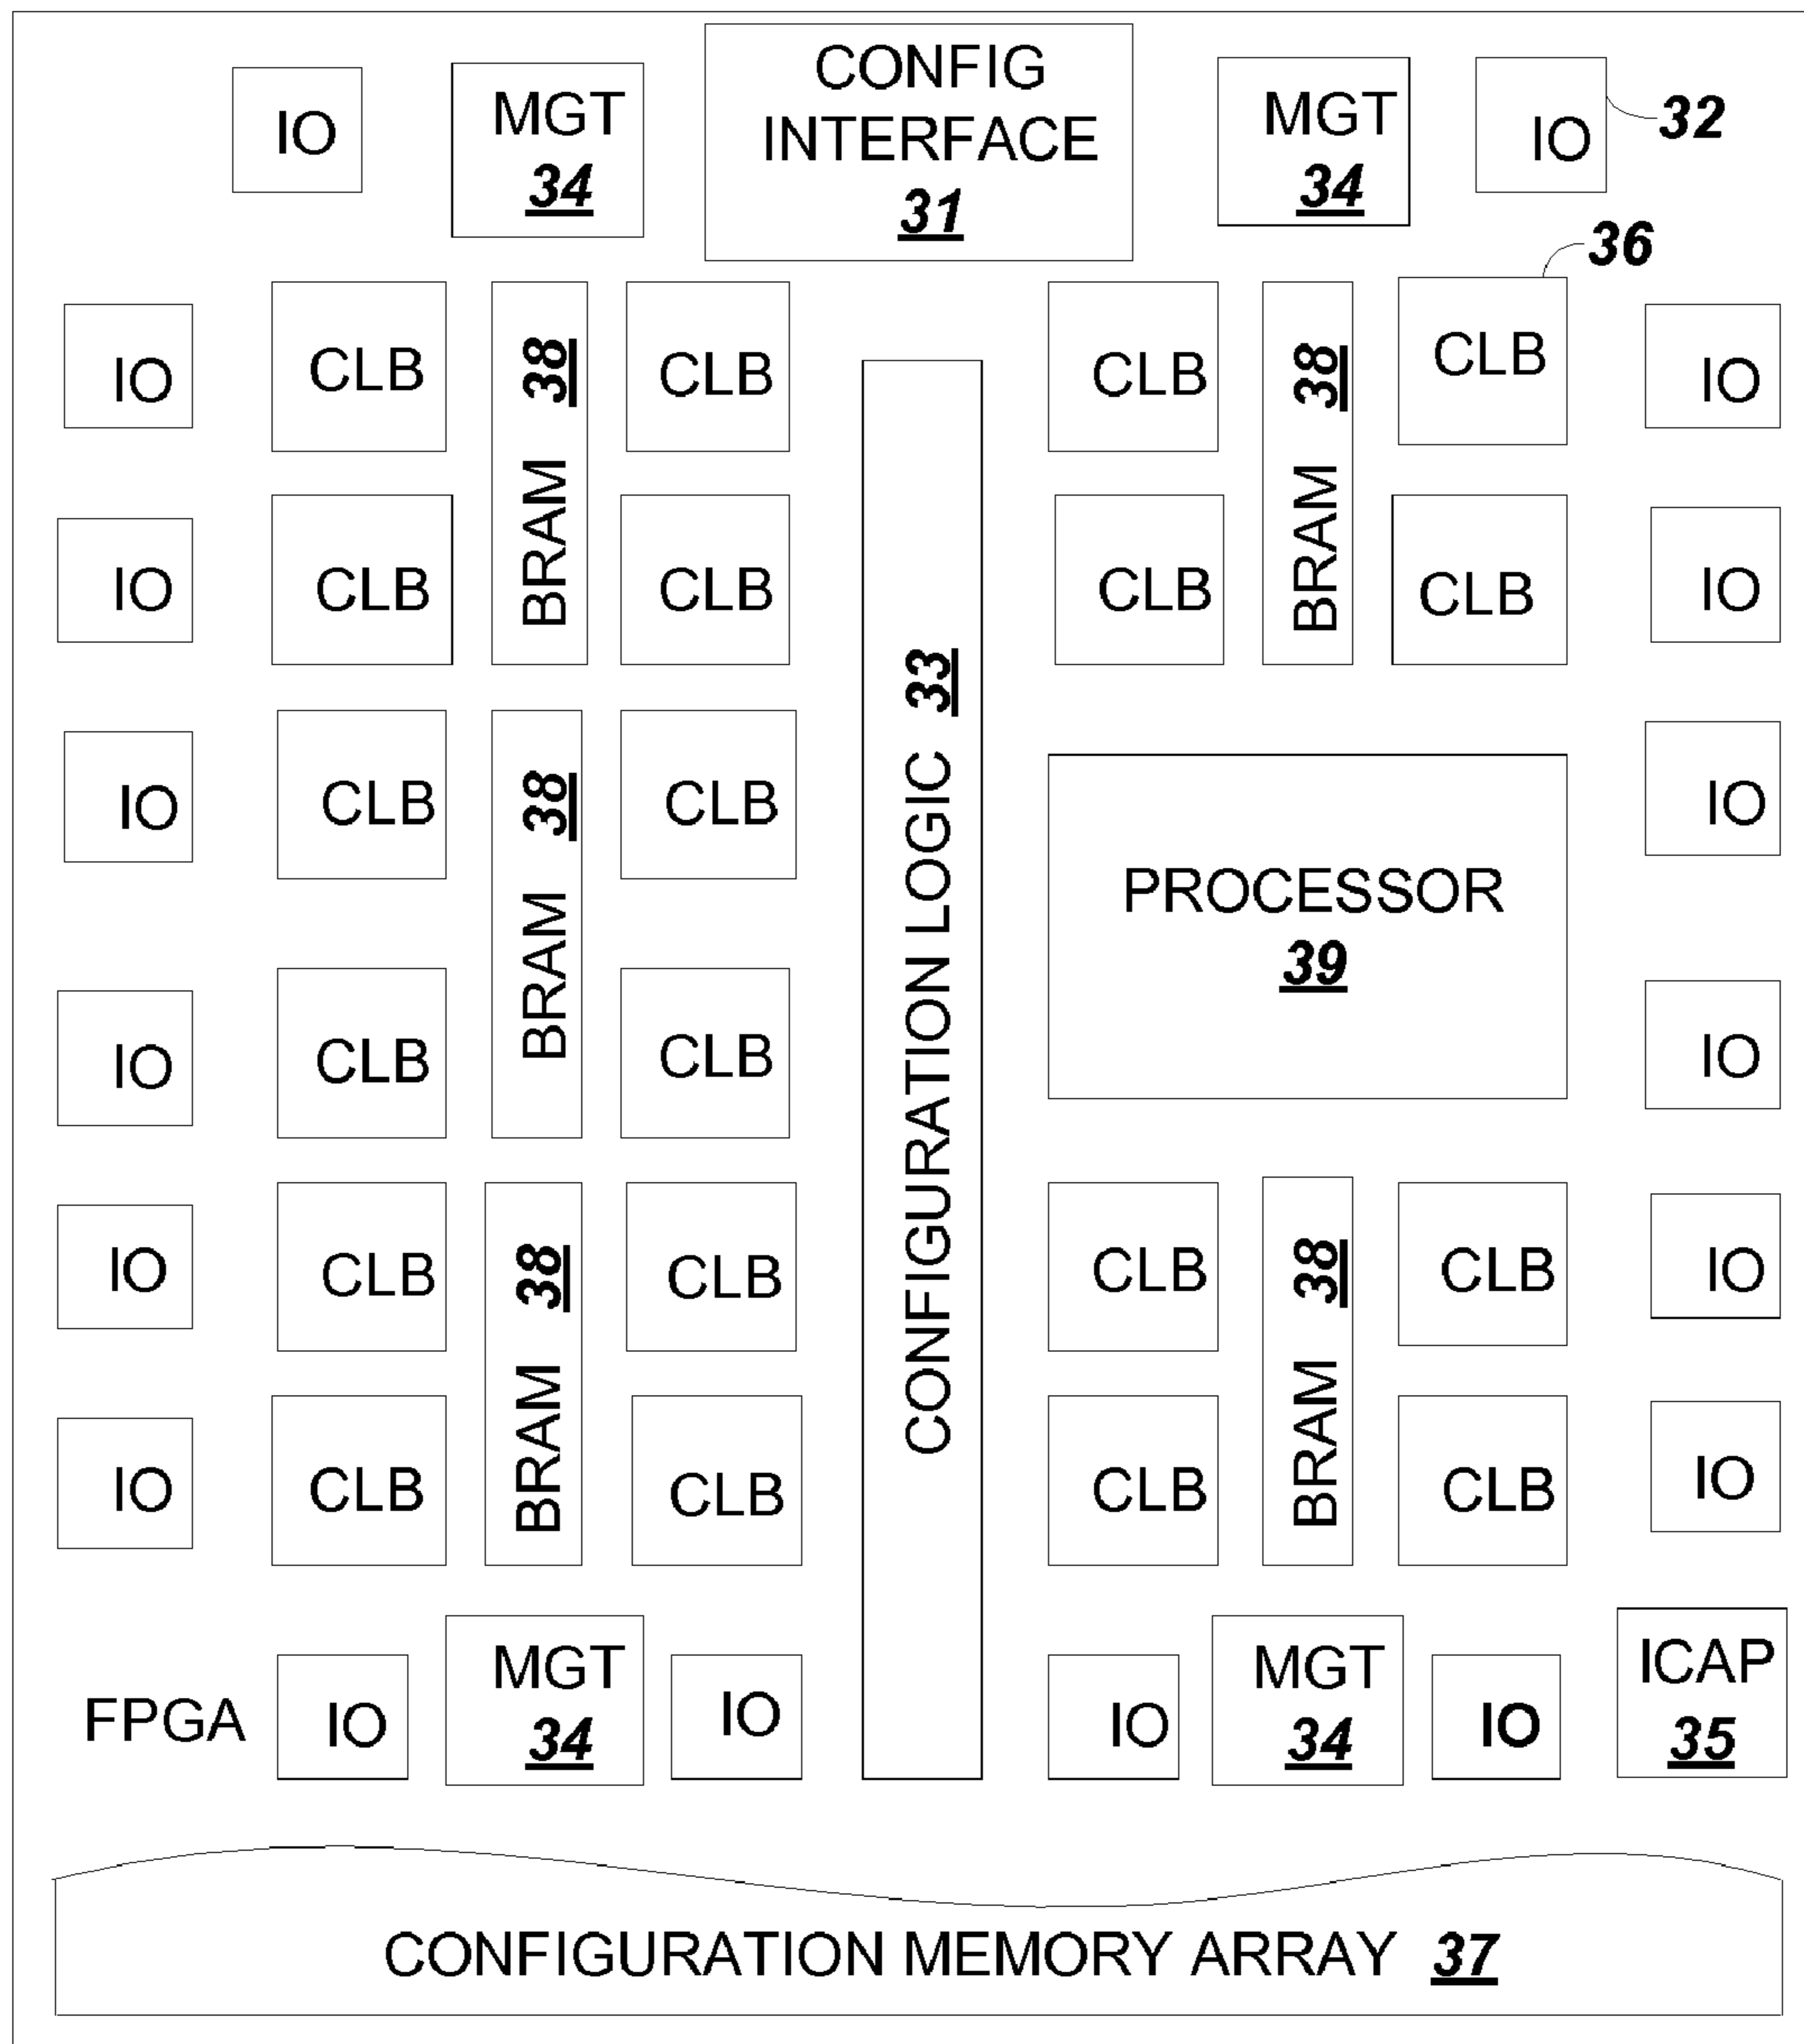 IO
MGT
34
CONFIG
INTERFACE
31
MGT
34
IO
32
36
IO
CLB
BRAM 38
CLB
CLB
BRAM 38
CLB
IO
IO
CLB
CLB
CLB
CLB
IO
CONFIGURATION LOGIC 33
IO
CLB
BRAM 38
CLB
PROCESSOR
39
IO
IO
CLB
CLB
IO
IO
CLB
BRAM 38
CLB
CLB
BRAM 38
CLB
IO
IO
CLB
CLB
CLB
CLB
IO
FPGA
IO
MGT
34
IO
IO
MGT
34
IO
ICAP
35
CONFIGURATION MEMORY ARRAY 37